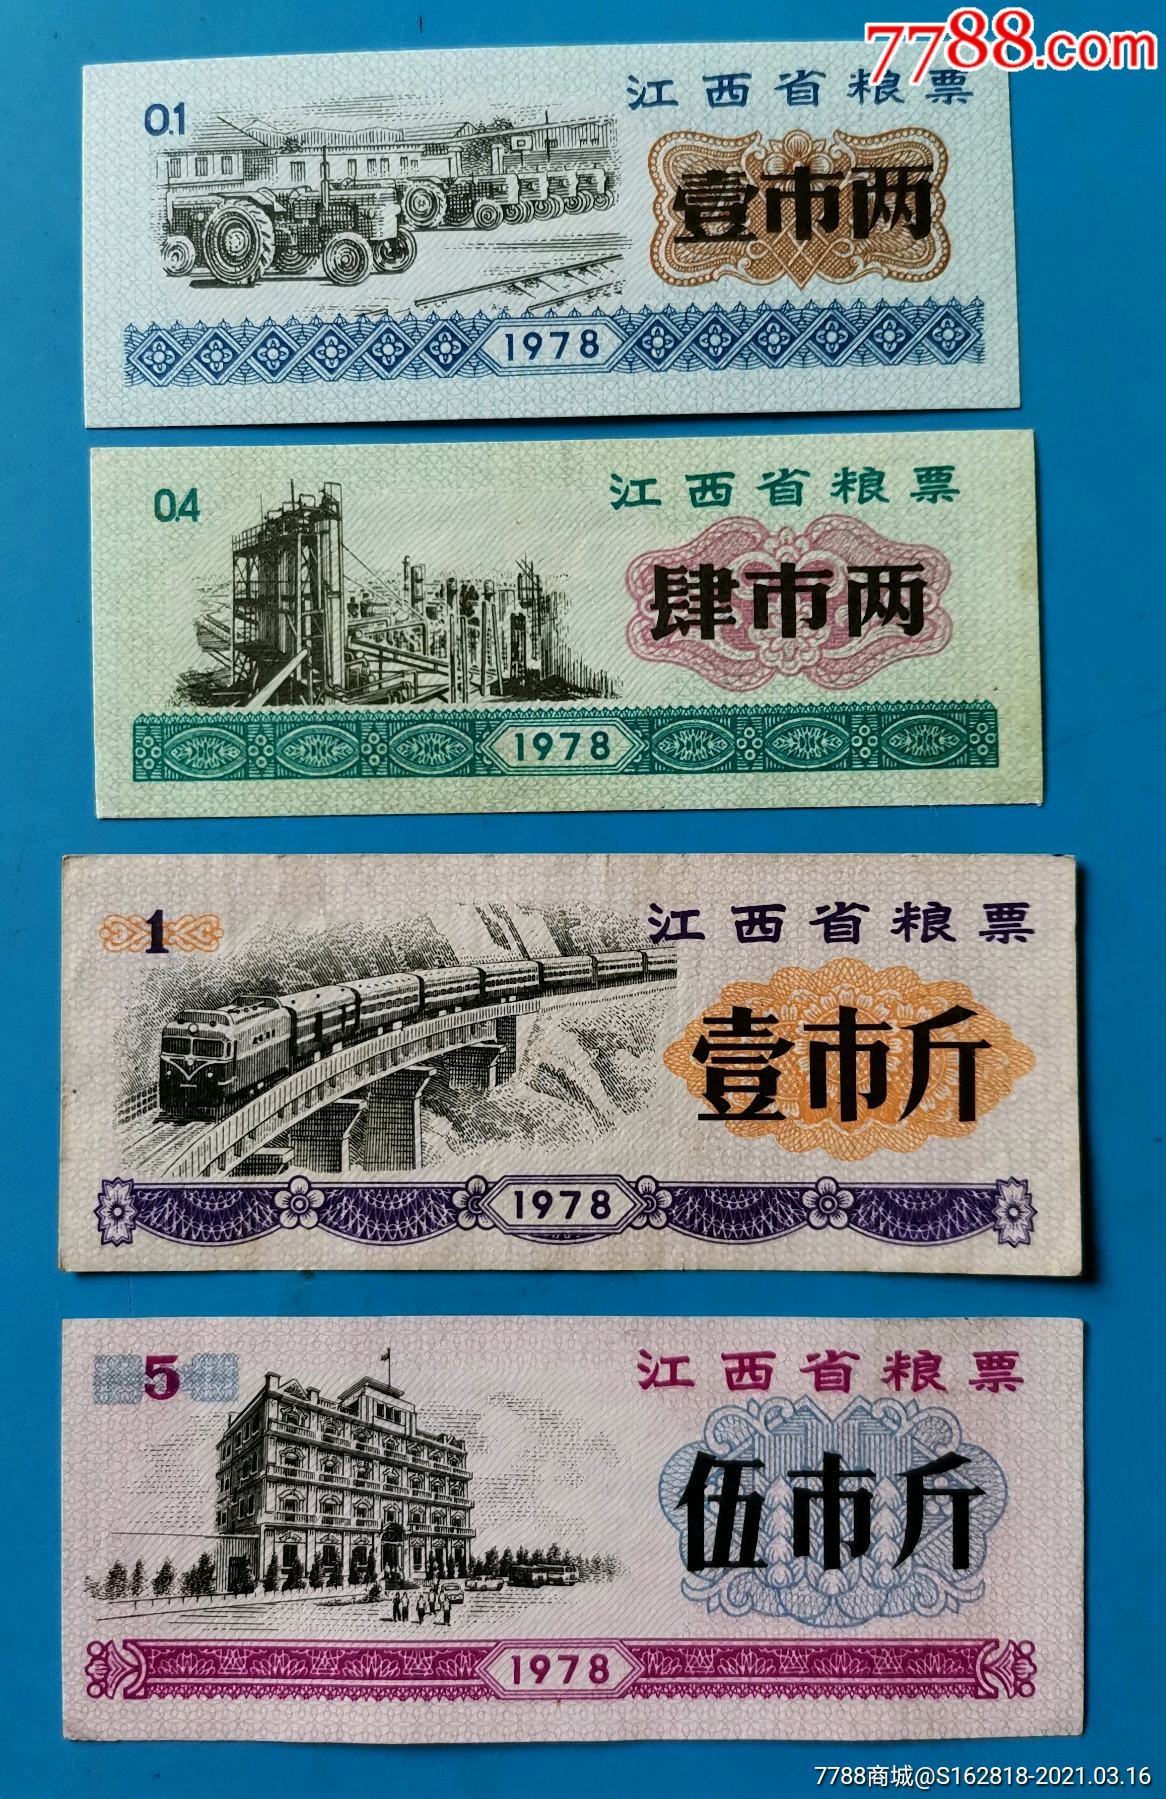 7788.com
江西省粮票
0.1
壹市两
1978
江西省粮票
0.4
肆市两
1978
江西省粮票
1
壹市斤
1978
江西省粮票
5
伍市斤
1978
7788商城@S162818-2021.03.16